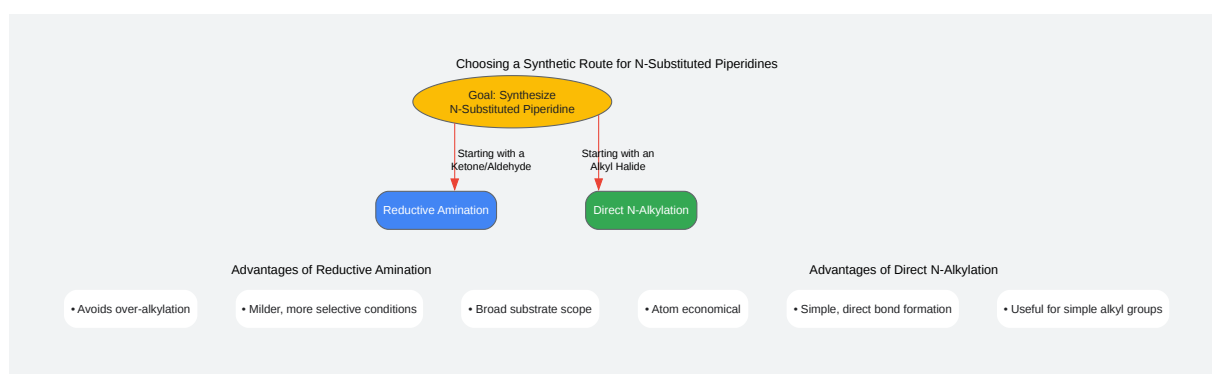 Choosing a Synthetic Route for N-Substituted Piperidines
Goal: Synthesize
N-Substituted Piperidine
Starting with a
Ketone/Aldehyde
Starting with an
Alkyl Halide
Reductive Amination
Direct N-Alkylation
Advantages of Reductive Amination
• Avoids over-alkylation
• Milder, more selective conditions
• Broad substrate scope
Advantages of Direct N-Alkylation
• Atom economical
• Simple, direct bond formation
• Useful for simple alkyl groups